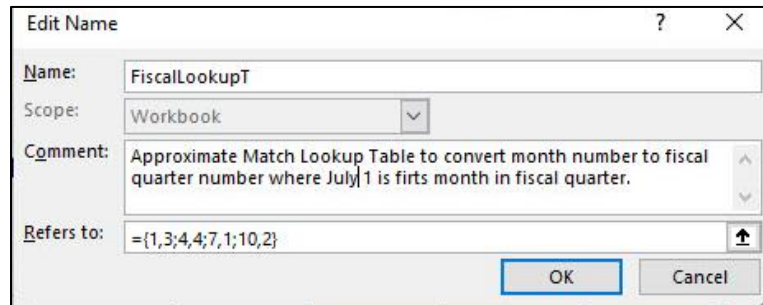 Edit Name ? X
Name: FiscalLookupT
Scope: Workbook
Comment: Approximate Match Lookup Table to convert month number to fiscal
quarter number where July 1 is firts month in fiscal quarter.
Refers to: ={1,3;4,4;7,1;10,2}
OK Cancel